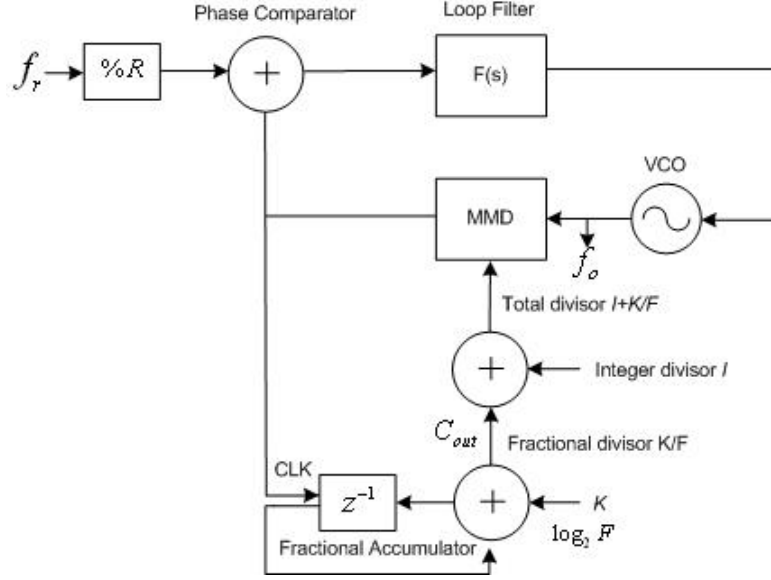 Phase Comparator
Loop Filter
f_r
%R
+
F(s)
VCO
MMD
f_o
Total divisor I+K/F
+
Integer divisor I
C_out
Fractional divisor K/F
CLK
Z^-1
+
K
log_2 F
Fractional Accumulator